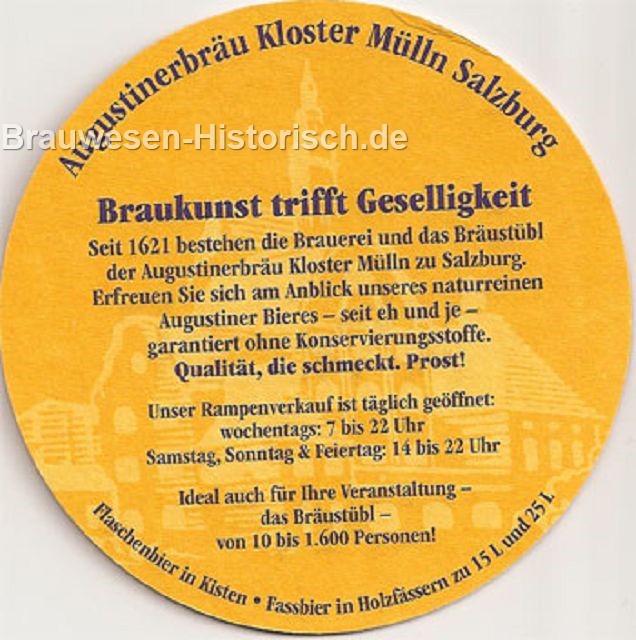 Augustinerbräu Kloster Mülln Salzburg
Brauwesen-Historisch.de
Braukunst trifft Geselligkeit
Seit 1621 bestehen die Brauerei und das Bräustübl
der Augustinerbräu Kloster Mülln zu Salzburg.
Erfreuen Sie sich am Anblick unseres naturreinen
Augustiner Bieres – seit eh und je –
garantiert ohne Konservierungsstoffe.
Qualität, die schmeckt. Prost!
Unser Rampenverkauf ist täglich geöffnet:
wochentags: 7 bis 22 Uhr
Samstag, Sonntag & Feiertag: 14 bis 22 Uhr
Ideal auch für Ihre Veranstaltung –
das Bräustübl –
von 10 bis 1.600 Personen!
Flaschenbier in Kisten • Fassbier in Holzfässern zu 15 L und 25 L